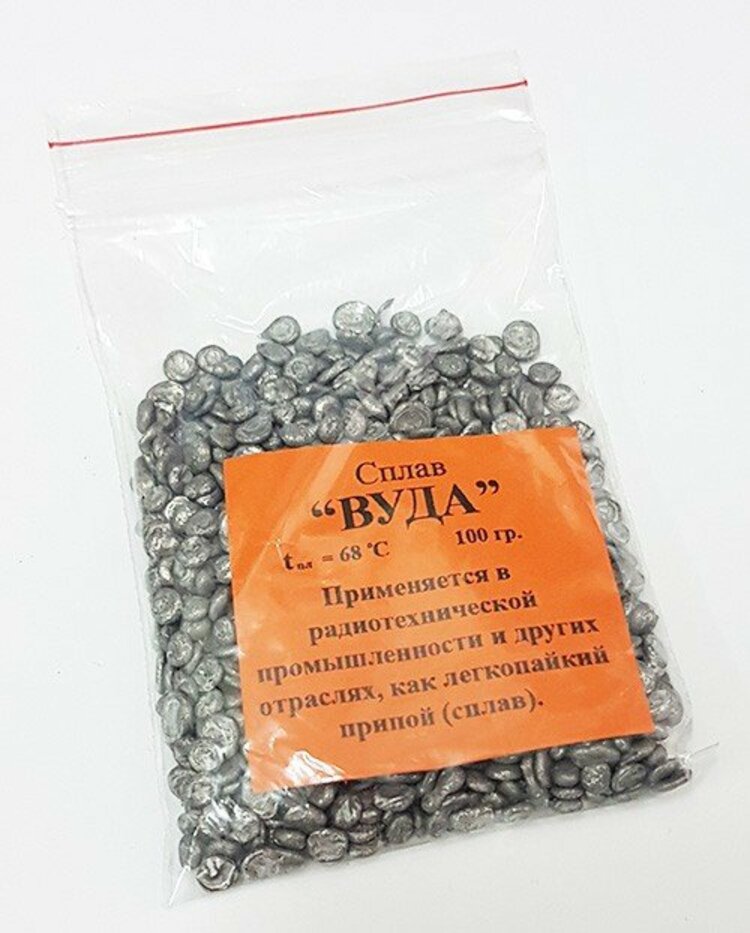 Сплав
“ВУДА”
tпл = 68 °C 100 гр.
Применяется в
радиотехнической
промышленности и других
отраслях, как легкопайкий
припой (сплав).